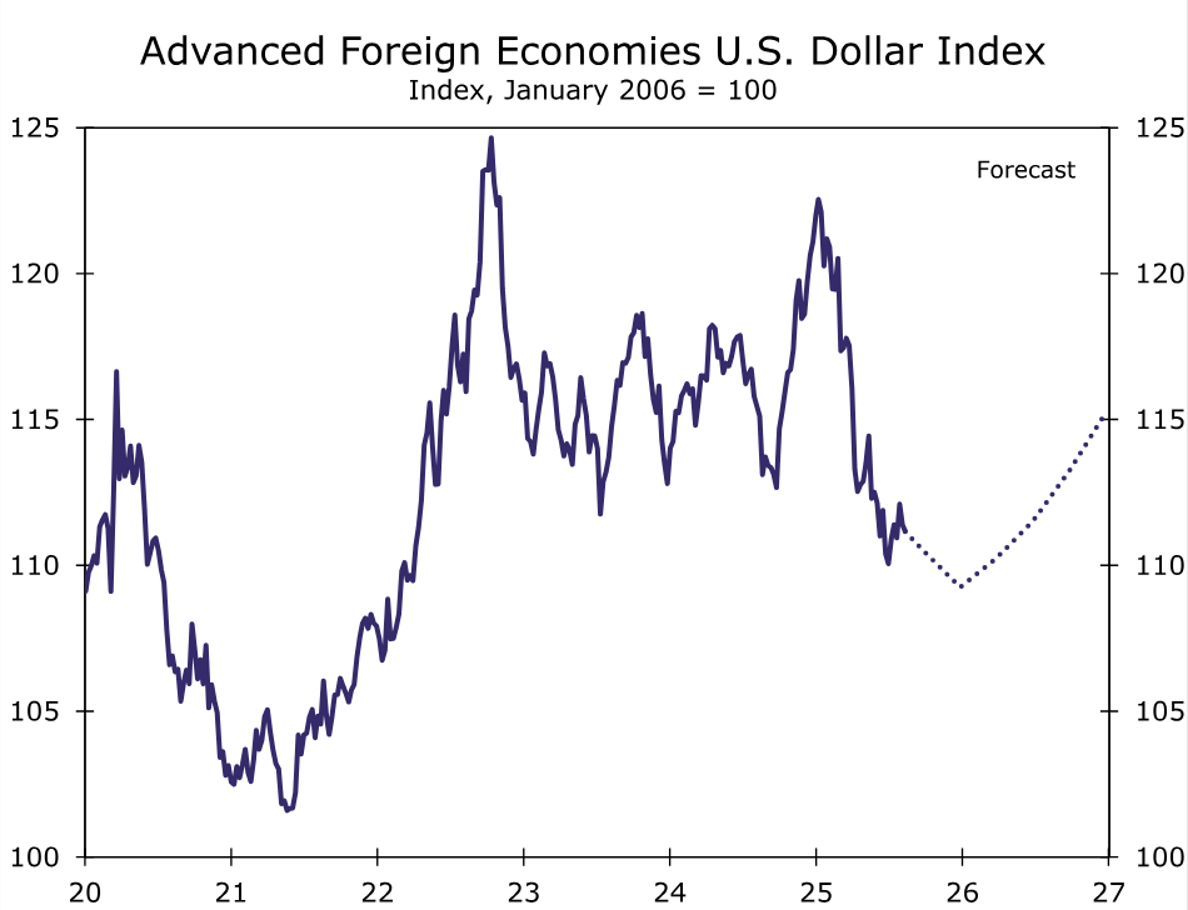 Advanced Foreign Economies U.S. Dollar Index
Index, January 2006 = 100
125 125
Forecast
120 120
115 115
110 110
105 105
100 100
20 21 22 23 24 25 26 27